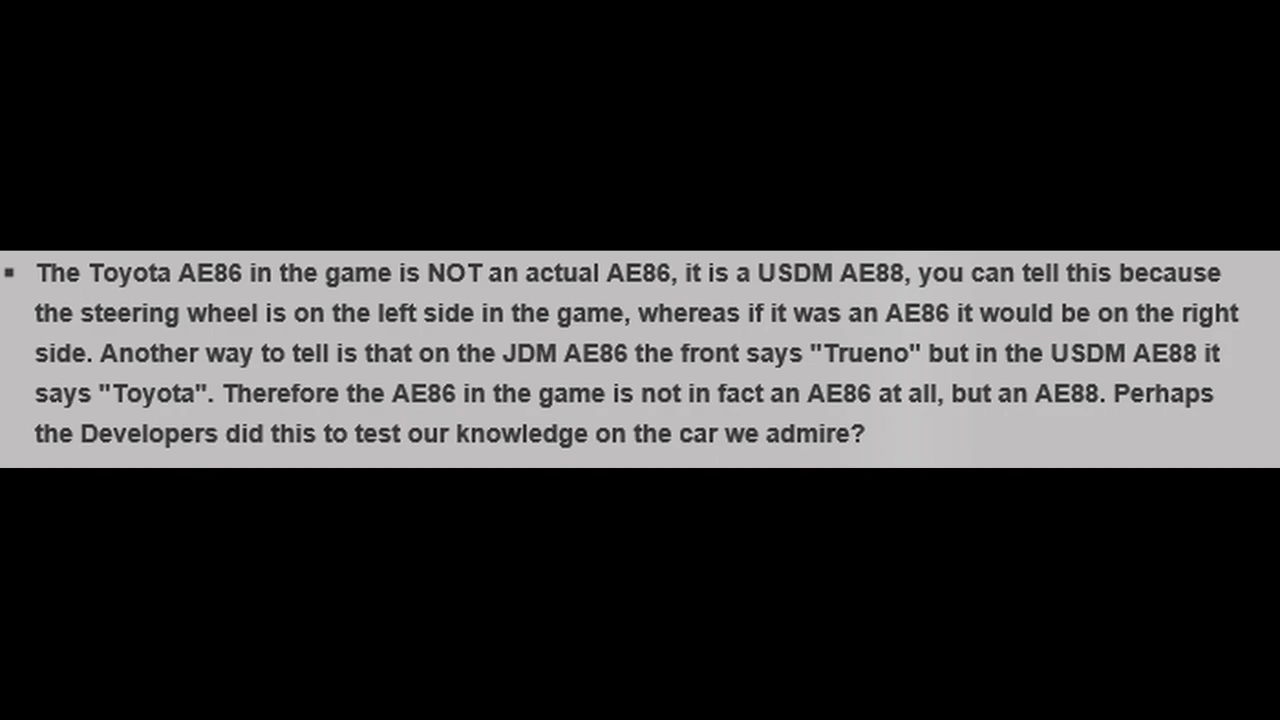 ▪ The Toyota AE86 in the game is NOT an actual AE86, it is a USDM AE88, you can tell this because
the steering wheel is on the left side in the game, whereas if it was an AE86 it would be on the right
side. Another way to tell is that on the JDM AE86 the front says "Trueno" but in the USDM AE88 it
says "Toyota". Therefore the AE86 in the game is not in fact an AE86 at all, but an AE88. Perhaps
the Developers did this to test our knowledge on the car we admire?